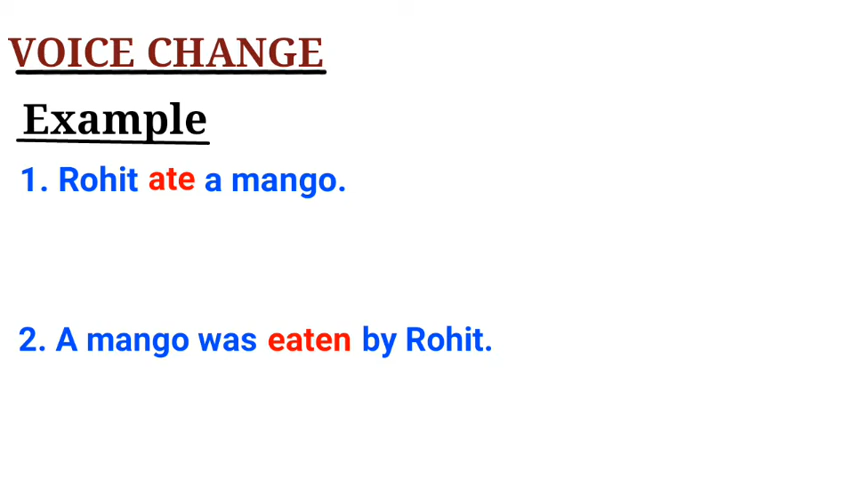 VOICE CHANGE
Example
1. Rohit ate a mango.
2. A mango was eaten by Rohit.